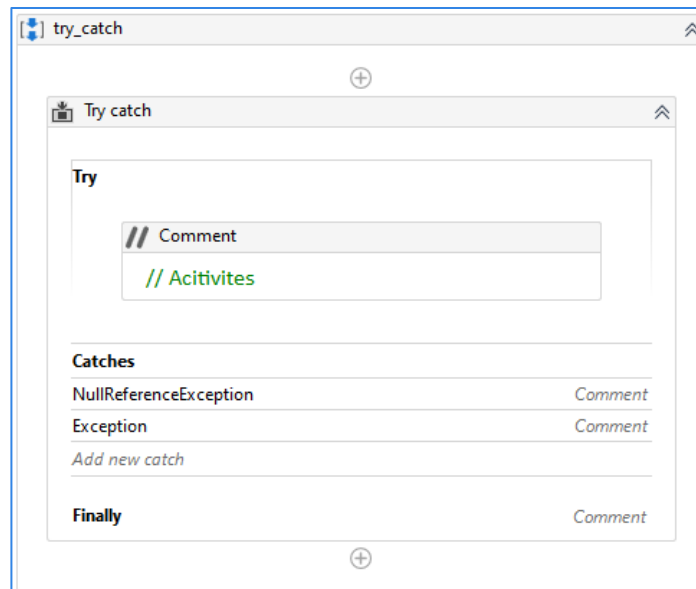 try_catch
Try catch
Try
// Comment
// Acitivites
Catches
NullReferenceException Comment
Exception Comment
Add new catch
Finally Comment